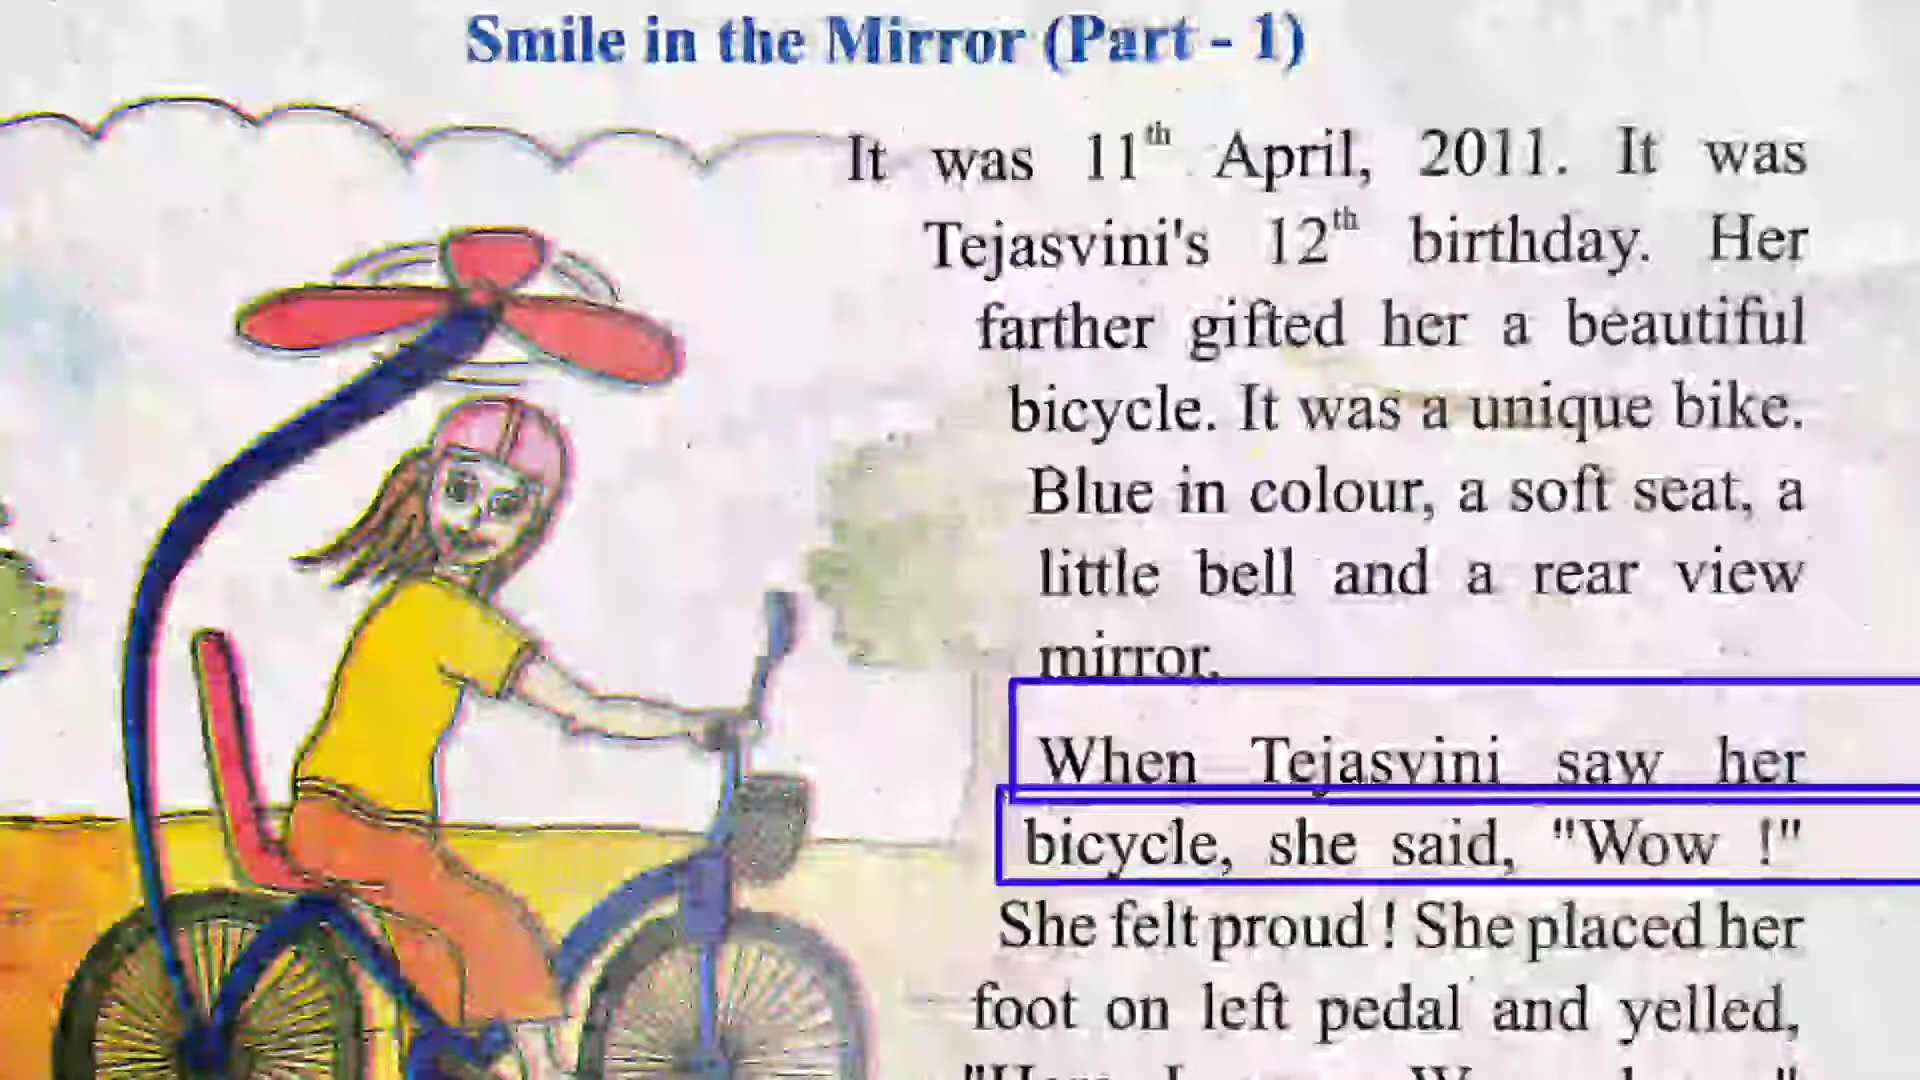 Smile in the Mirror (Part - 1)
It was 11th April, 2011. It was
Tejasvini's 12th birthday. Her
farther gifted her a beautiful
bicycle. It was a unique bike.
Blue in colour, a soft seat, a
little bell and a rear view
mirror.
When Tejasvini saw her
bicycle, she said, "Wow !"
She felt proud ! She placed her
foot on left pedal and yelled,